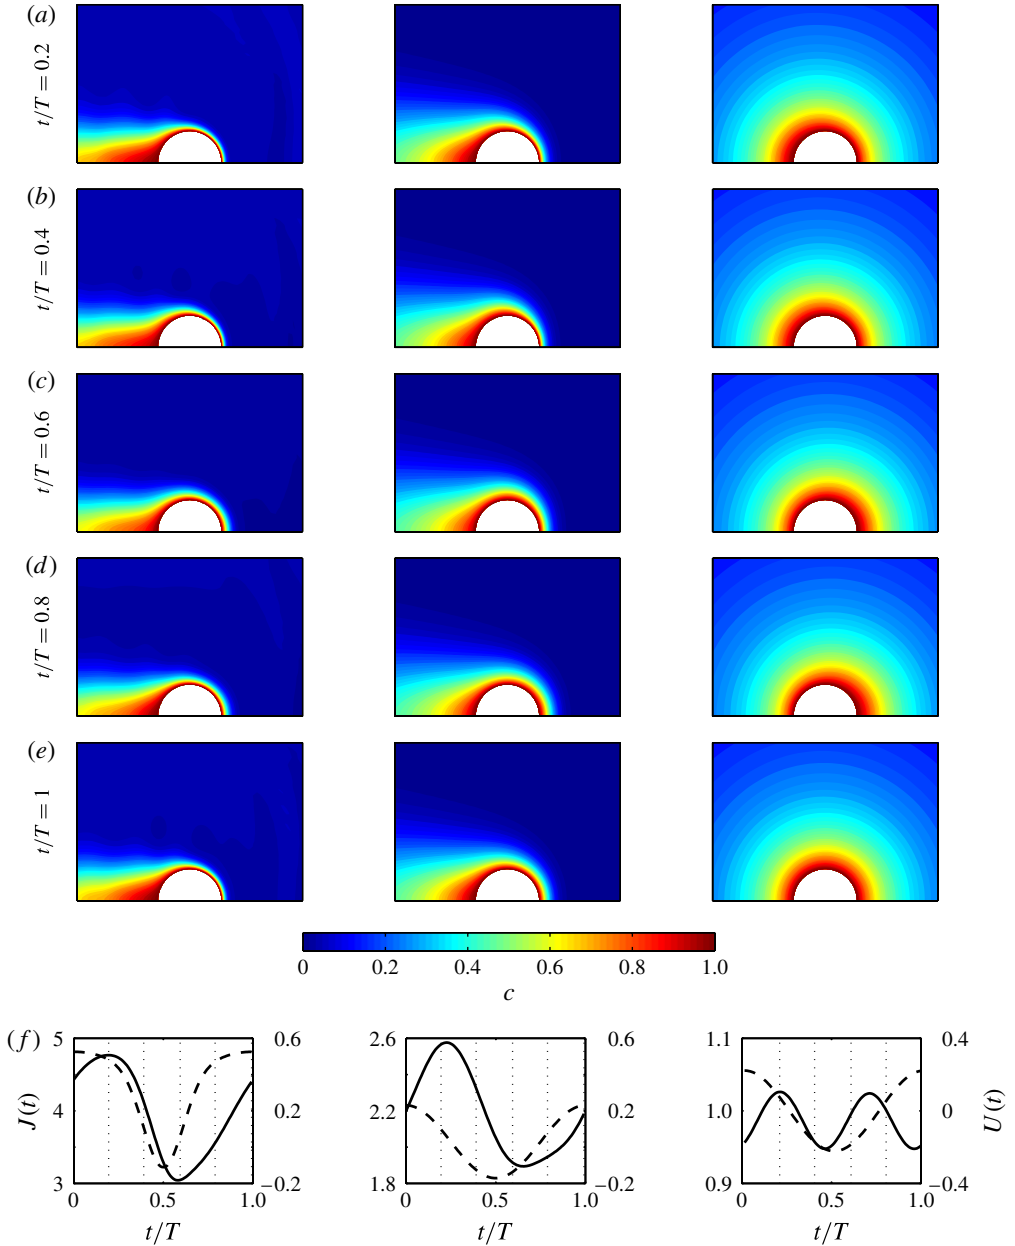 (a)
t/T = 0.2
(b)
t/T = 0.4
(c)
t/T = 0.6
(d)
t/T = 0.8
(e)
t/T = 1
0 0.2 0.4 0.6 0.8 1.0
c
(f)
J(t)
5
4
3
0.6
0.2
−0.2
0 0.5 1.0
t/T
2.6
2.2
1.8
0.6
0.2
−0.2
0 0.5 1.0
t/T
1.1
1.0
0.9
0.4
0
−0.4
0 0.5 1.0
t/T
U(t)